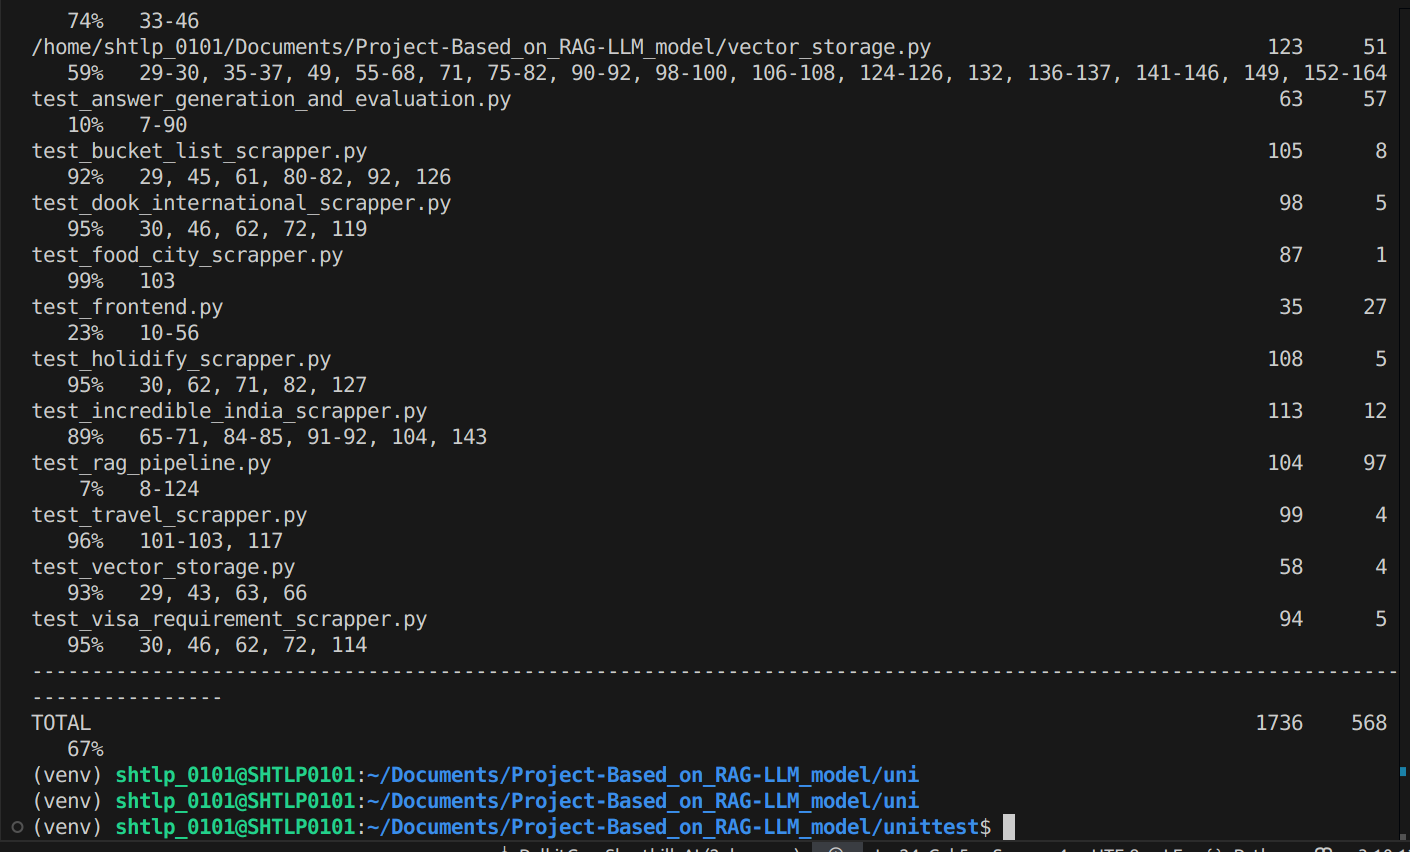 74%   33-46
/home/shtlp_0101/Documents/Project-Based_on_RAG-LLM_model/vector_storage.py                            123     51
59%   29-30, 35-37, 49, 55-68, 71, 75-82, 90-92, 98-100, 106-108, 124-126, 132, 136-137, 141-146, 149, 152-164
test_answer_generation_and_evaluation.py                                                                63     57
10%   7-90
test_bucket_list_scrapper.py                                                                           105      8
92%   29, 45, 61, 80-82, 92, 126
test_dook_international_scrapper.py                                                                     98      5
95%   30, 46, 62, 72, 119
test_food_city_scrapper.py                                                                              87      1
99%   103
test_frontend.py                                                                                        35     27
23%   10-56
test_holidify_scrapper.py                                                                              108      5
95%   30, 62, 71, 82, 127
test_incredible_india_scrapper.py                                                                      113     12
89%   65-71, 84-85, 91-92, 104, 143
test_rag_pipeline.py                                                                                   104     97
7%   8-124
test_travel_scrapper.py                                                                                 99      4
96%   101-103, 117
test_vector_storage.py                                                                                  58      4
93%   29, 43, 63, 66
test_visa_requirement_scrapper.py                                                                       94      5
95%   30, 46, 62, 72, 114
------------------------------------------------------------------------------------------------------------------
----------------
TOTAL                                                                                                 1736    568
67%
(venv) shtlp_0101@SHTLP0101:~/Documents/Project-Based_on_RAG-LLM_model/uni
(venv) shtlp_0101@SHTLP0101:~/Documents/Project-Based_on_RAG-LLM_model/uni
(venv) shtlp_0101@SHTLP0101:~/Documents/Project-Based_on_RAG-LLM_model/unittest$